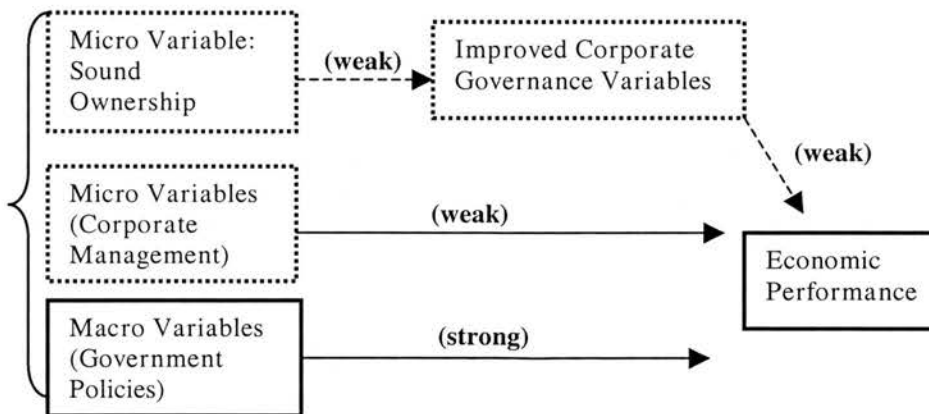 Micro Variable:
Sound
Ownership
(weak)
Improved Corporate
Governance Variables
(weak)
Micro Variables
(Corporate
Management)
(weak)
Economic
Performance
Macro Variables
(Government
Policies)
(strong)